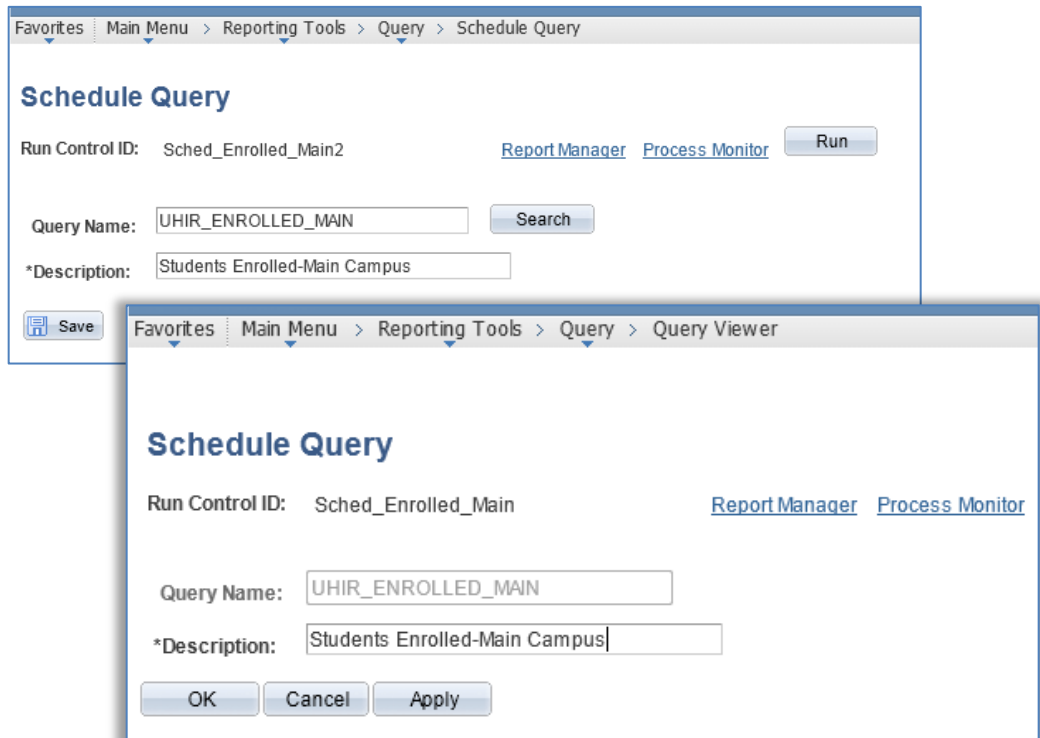 Favorites Main Menu > Reporting Tools > Query > Schedule Query
Schedule Query
Run Control ID: Sched_Enrolled_Main2 Report Manager Process Monitor Run
Query Name: UHIR_ENROLLED_MAIN Search
*Description: Students Enrolled-Main Campus
Save
Favorites Main Menu > Reporting Tools > Query > Query Viewer
Schedule Query
Run Control ID: Sched_Enrolled_Main Report Manager Process Monitor
Query Name: UHIR_ENROLLED_MAIN
*Description: Students Enrolled-Main Campus
OK Cancel Apply